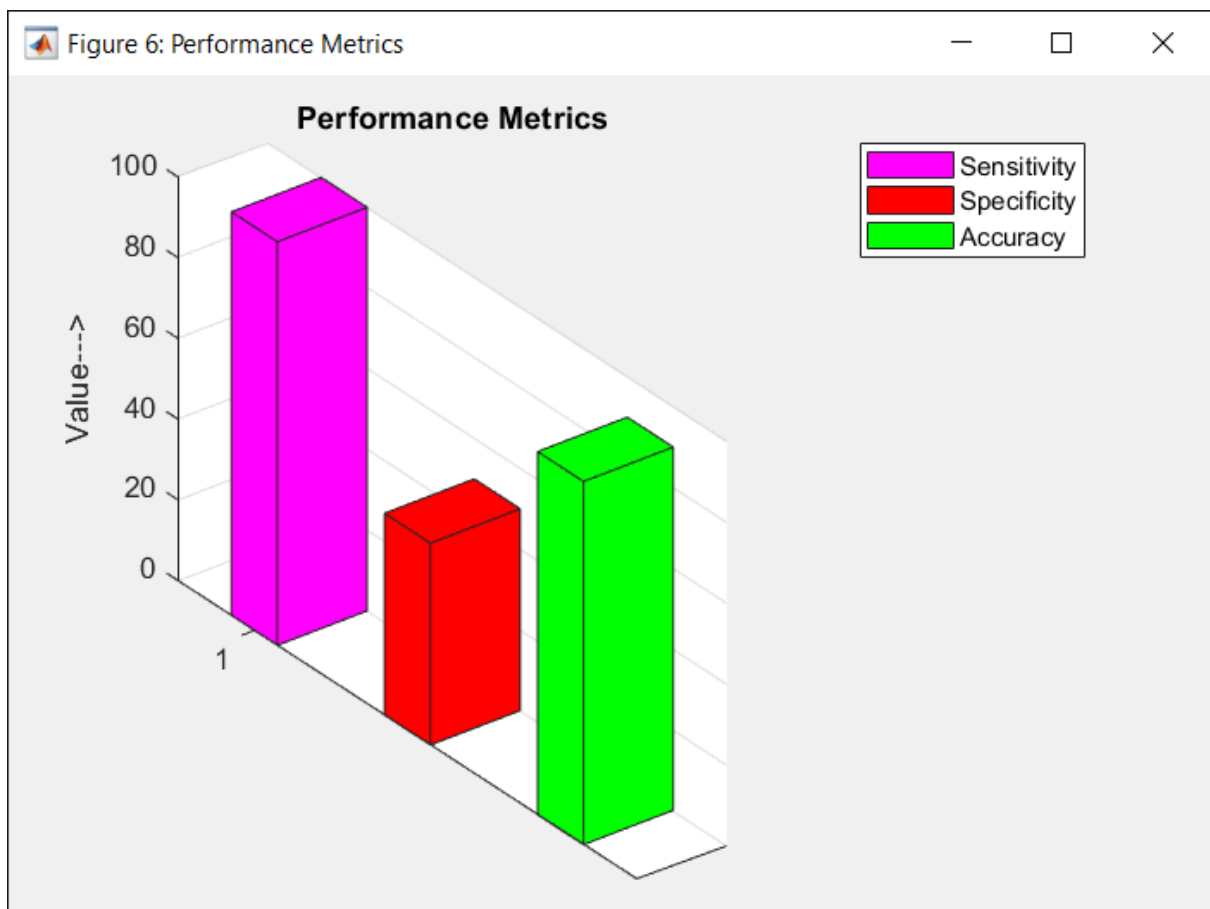 Figure 6: Performance Metrics
Performance Metrics
100
80
60
40
20
0
Value--->
1
Sensitivity
Specificity
Accuracy